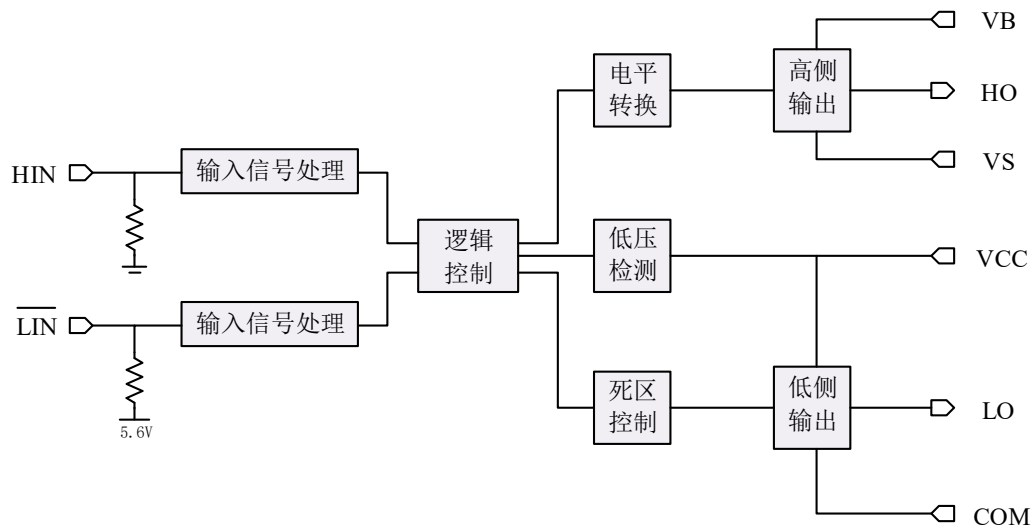 VB
电平
转换
高侧
输出
HO
HIN
输入信号处理
VS
逻辑
控制
低压
检测
VCC
LIN
输入信号处理
5.6V
死区
控制
低侧
输出
LO
COM